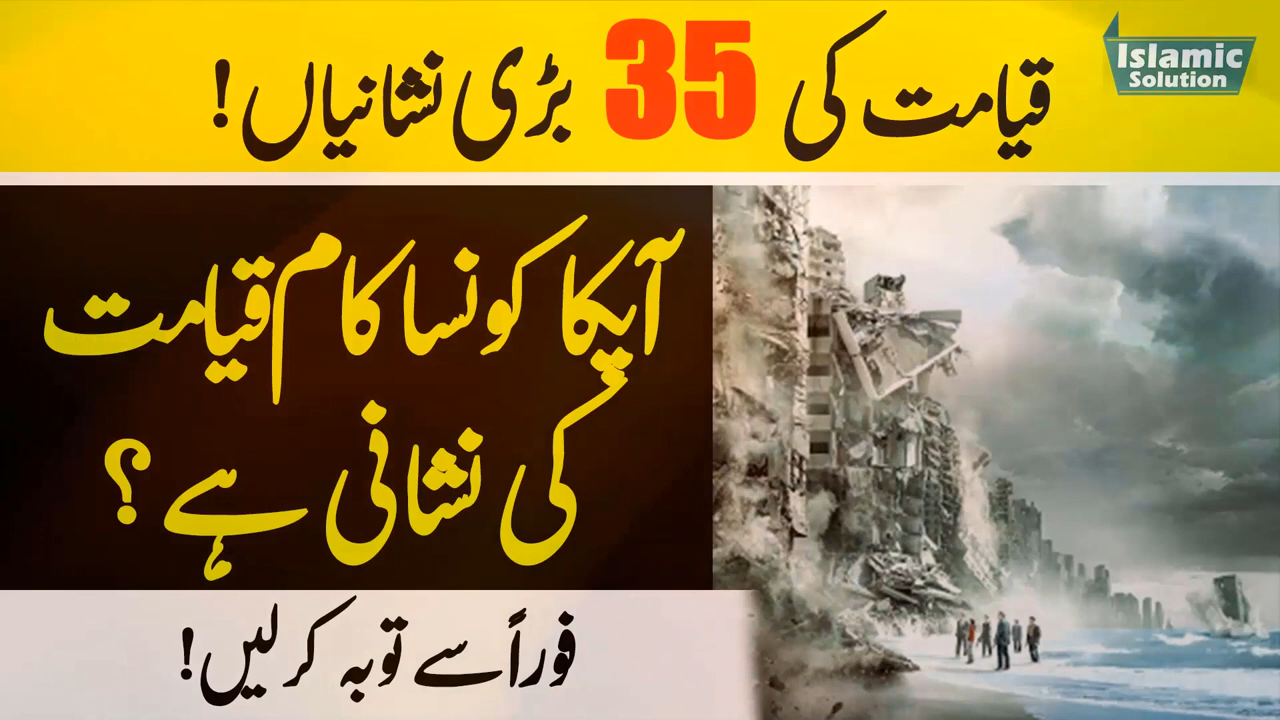 قیامت کی 35 بڑی نشانیاں!
Islamic
Solution
آپکا کونسا کام قیامت
کی نشانی ہے؟
فوراً سے توبہ کرلیں!